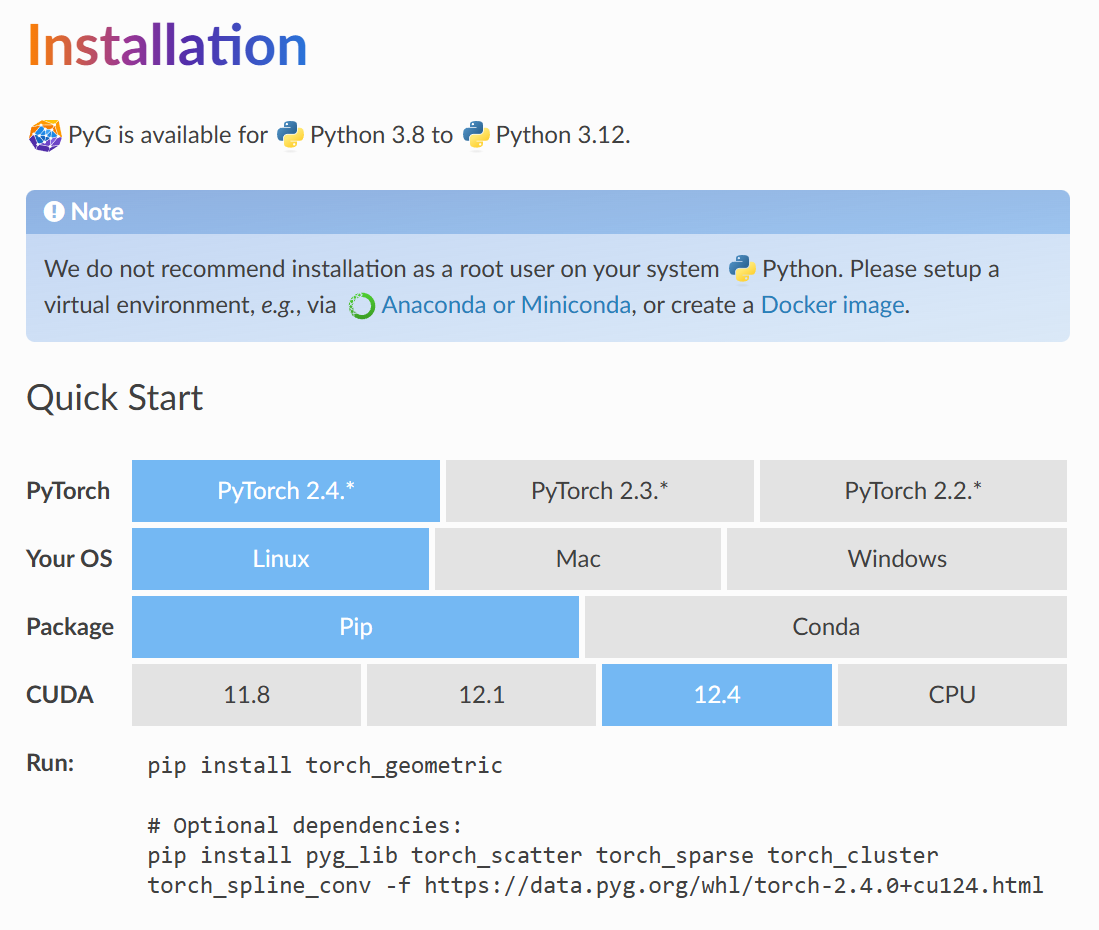 Installation
PyG is available for Python 3.8 to Python 3.12.
Note
We do not recommend installation as a root user on your system Python. Please setup a
virtual environment, e.g., via Anaconda or Miniconda, or create a Docker image.
Quick Start
PyTorch PyTorch 2.4.* PyTorch 2.3.* PyTorch 2.2.*
Your OS Linux Mac Windows
Package Pip Conda
CUDA 11.8 12.1 12.4 CPU
Run: pip install torch_geometric
# Optional dependencies:
pip install pyg_lib torch_scatter torch_sparse torch_cluster
torch_spline_conv -f https://data.pyg.org/whl/torch-2.4.0+cu124.html